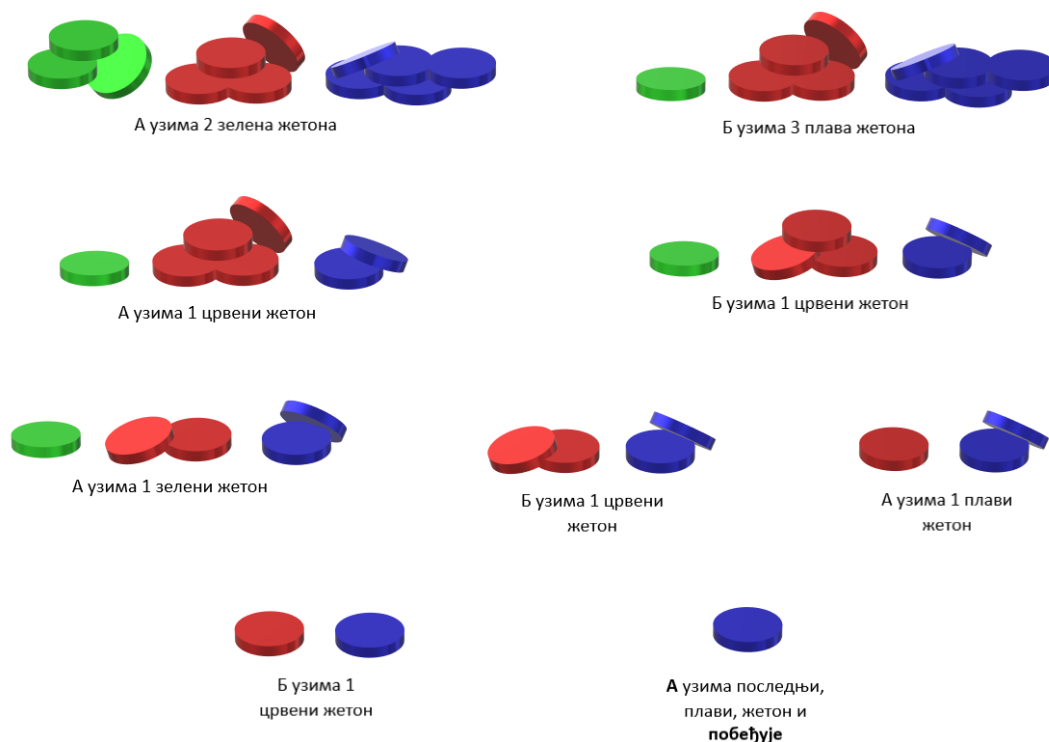 А узима 2 зелена жетона
Б узима 3 плава жетона
А узима 1 црвени жетон
Б узима 1 црвени жетон
А узима 1 зелени жетон
Б узима 1 црвени
жетон
А узима 1 плави
жетон
Б узима 1
црвени жетон
А узима последњи,
плави, жетон и
побеђује